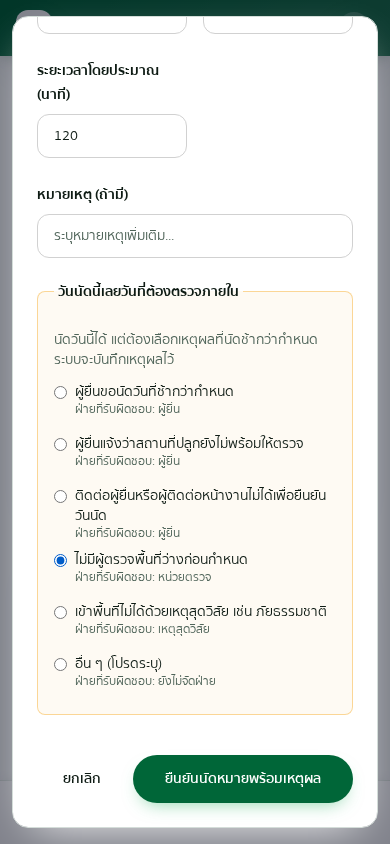 ระยะเวลาโดยประมาณ
(นาที)
120
หมายเหตุ (ถ้ามี)
ระบุหมายเหตุเพิ่มเติม...
วันนัดนี้เลยวันที่ต้องตรวจภายใน
นัดวันนี้ได้ แต่ต้องเลือกเหตุผลที่นัดช้ากว่ากำหนด
ระบบจะบันทึกเหตุผลไว้
ผู้ยื่นขอนัดวันที่ช้ากว่ากำหนด
ฝ่ายที่รับผิดชอบ: ผู้ยื่น
ผู้ยื่นแจ้งว่าสถานที่ปลูกยังไม่พร้อมให้ตรวจ
ฝ่ายที่รับผิดชอบ: ผู้ยื่น
ติดต่อผู้ยื่นหรือผู้ติดต่อหน้างานไม่ได้เพื่อยืนยัน
วันนัด
ฝ่ายที่รับผิดชอบ: ผู้ยื่น
ไม่มีผู้ตรวจพื้นที่ว่างก่อนกำหนด
ฝ่ายที่รับผิดชอบ: หน่วยตรวจ
เข้าพื้นที่ไม่ได้ด้วยเหตุสุดวิสัย เช่น ภัยธรรมชาติ
ฝ่ายที่รับผิดชอบ: เหตุสุดวิสัย
อื่น ๆ (โปรดระบุ)
ฝ่ายที่รับผิดชอบ: ยังไม่จัดฝ่าย
ยกเลิก
ยืนยันนัดหมายพร้อมเหตุผล